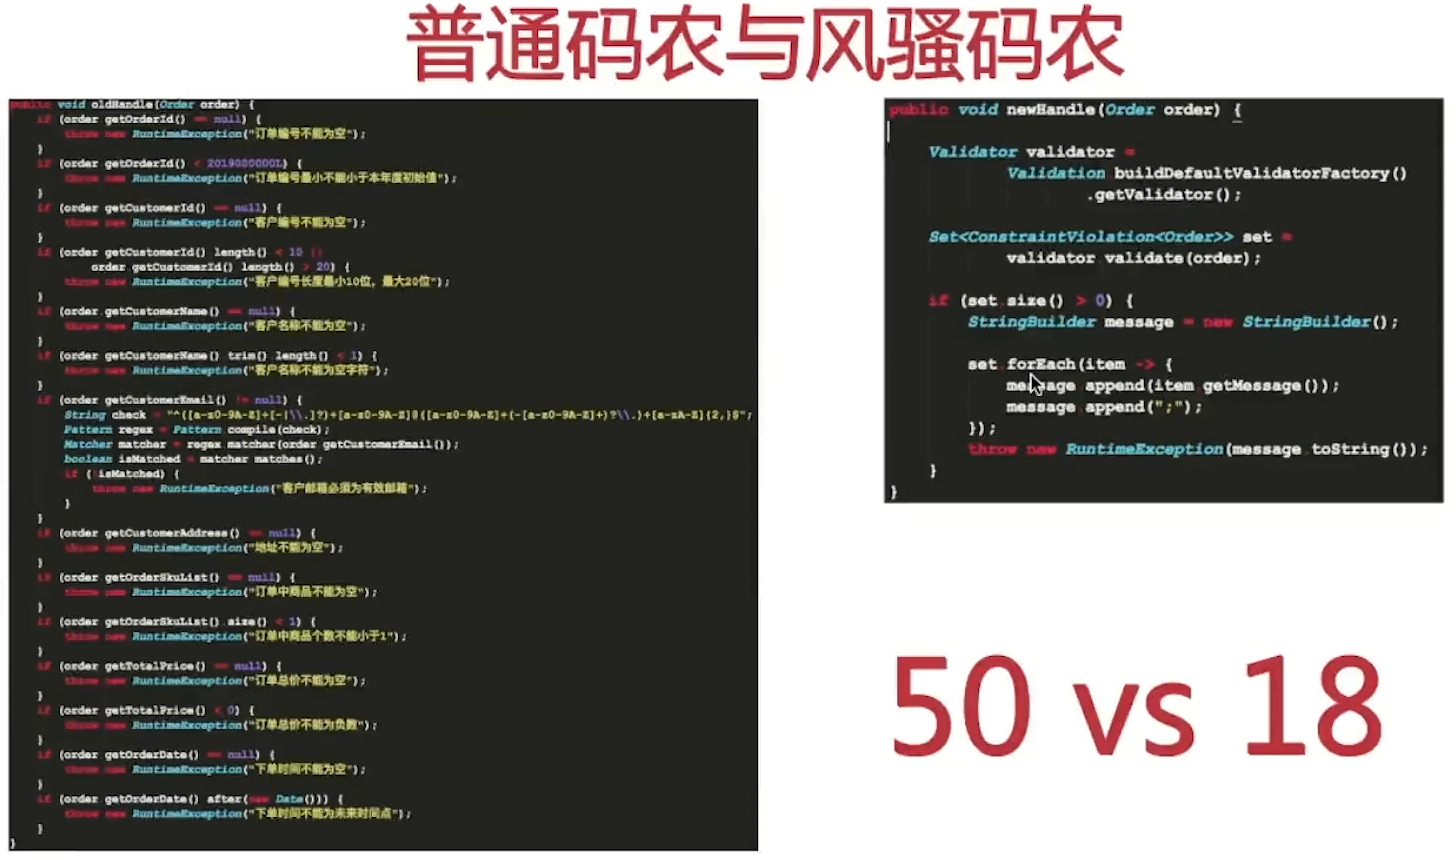 普通码农与风骚码农
public void oldHandle(Order order) {
if (order getOrderId() == null) {
throw new RuntimeException("订单编号不能为空");
}
if (order getOrderId() < 2019000000L) {
throw new RuntimeException("订单编号最小不能小于本年度初始值");
}
if (order getCustomerId() == null) {
throw new RuntimeException("客户编号不能为空");
}
if (order getCustomerId() length() < 10 ||
order getCustomerId() length() > 20) {
throw new RuntimeException("客户编号长度最小10位，最大20位");
}
if (order.getCustomerName() == null) {
throw new RuntimeException("客户名称不能为空");
}
if (order getCustomerName() trim() length() < 1) {
throw new RuntimeException("客户名称不能为空字符");
}
if (order getCustomerEmail() != null) {
String check = "^([a-z0-9A-Z]+[-|\\.]?)+[a-z0-9A-Z]@([a-z0-9A-Z]+(-[a-z0-9A-Z]+)?\\.)+[a-zA-Z]{2,}$";
Pattern regex = Pattern compile(check);
Matcher matcher = regex matcher(order getCustomerEmail());
boolean isMatched = matcher matches();
if (!isMatched) {
throw new RuntimeException("客户邮箱必须为有效邮箱");
}
}
if (order getCustomerAddress() == null) {
throw new RuntimeException("地址不能为空");
}
if (order getOrderSkuList() == null) {
throw new RuntimeException("订单中商品不能为空");
}
if (order getOrderSkuList() size() < 1) {
throw new RuntimeException("订单中商品个数不能小于1");
}
if (order getTotalPrice() == null) {
throw new RuntimeException("订单总价不能为空");
}
if (order getTotalPrice() < 0) {
throw new RuntimeException("订单总价不能为负数");
}
if (order getOrderDate() == null) {
throw new RuntimeException("下单时间不能为空");
}
if (order getOrderDate() after(new Date())) {
throw new RuntimeException("下单时间不能为未来时间点");
}
}
public void newHandle(Order order) {
Validator validator =
Validation buildDefaultValidatorFactory()
.getValidator();
Set<ConstraintViolation<Order>> set =
validator validate(order);
if (set size() > 0) {
StringBuilder message = new StringBuilder();
set forEach(item -> {
message append(item getMessage());
message append(";");
});
throw new RuntimeException(message toString());
}
}
50 vs 18